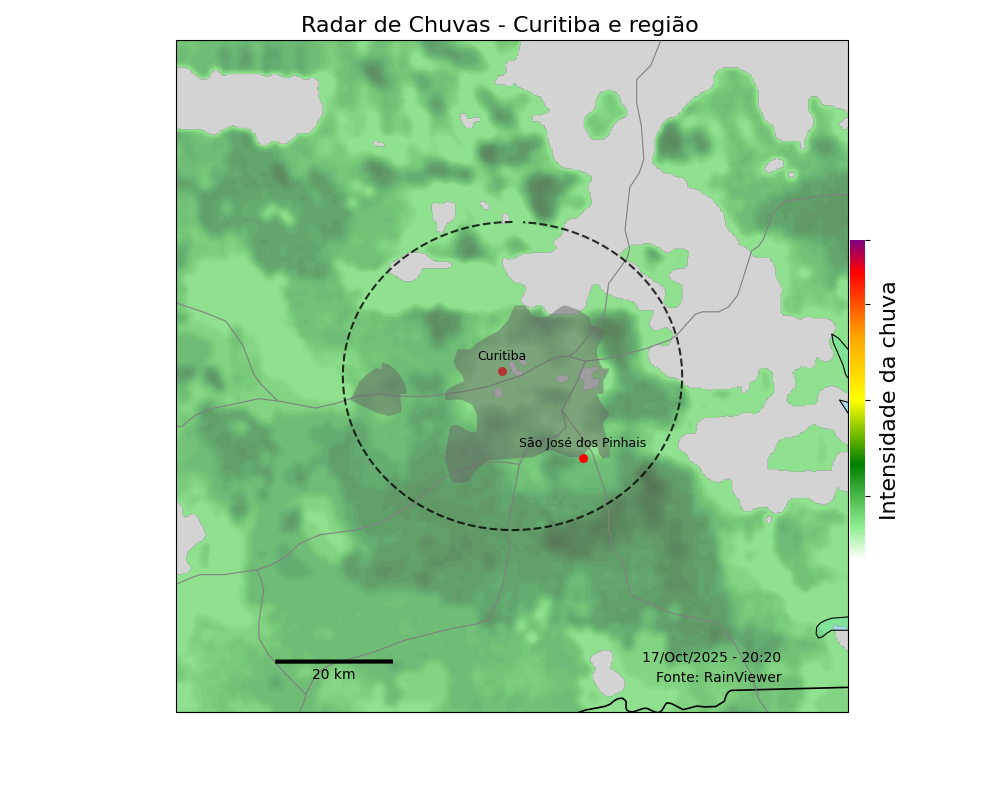 Radar de Chuvas - Curitiba e região
Curitiba
São José dos Pinhais
Intensidade da chuva
17/Oct/2025 - 20:20
20 km
Fonte: RainViewer